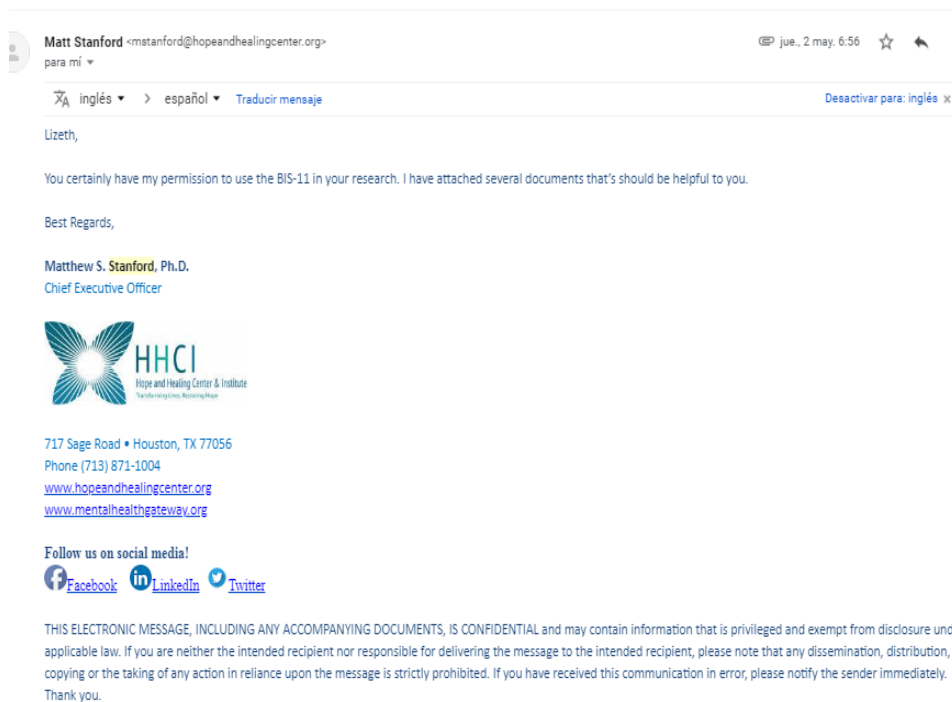 Matt Stanford <mstanford@hopeandhealingcenter.org>
jue., 2 may. 6:56
para mí
inglés > español Traducir mensaje
Desactivar para: inglés x
Lizeth,
You certainly have my permission to use the BIS-11 in your research. I have attached several documents that's should be helpful to you.
Best Regards,
Matthew S. Stanford, Ph.D.
Chief Executive Officer
HHCI
Hope and Healing Center & Institute
Transforming Lives, Restoring Hope
717 Sage Road • Houston, TX 77056
Phone (713) 871-1004
www.hopeandhealingcenter.org
www.mentalhealthgateway.org
Follow us on social media!
Facebook LinkedIn Twitter
THIS ELECTRONIC MESSAGE, INCLUDING ANY ACCOMPANYING DOCUMENTS, IS CONFIDENTIAL and may contain information that is privileged and exempt from disclosure und
applicable law. If you are neither the intended recipient nor responsible for delivering the message to the intended recipient, please note that any dissemination, distribution,
copying or the taking of any action in reliance upon the message is strictly prohibited. If you have received this communication in error, please notify the sender immediately.
Thank you.